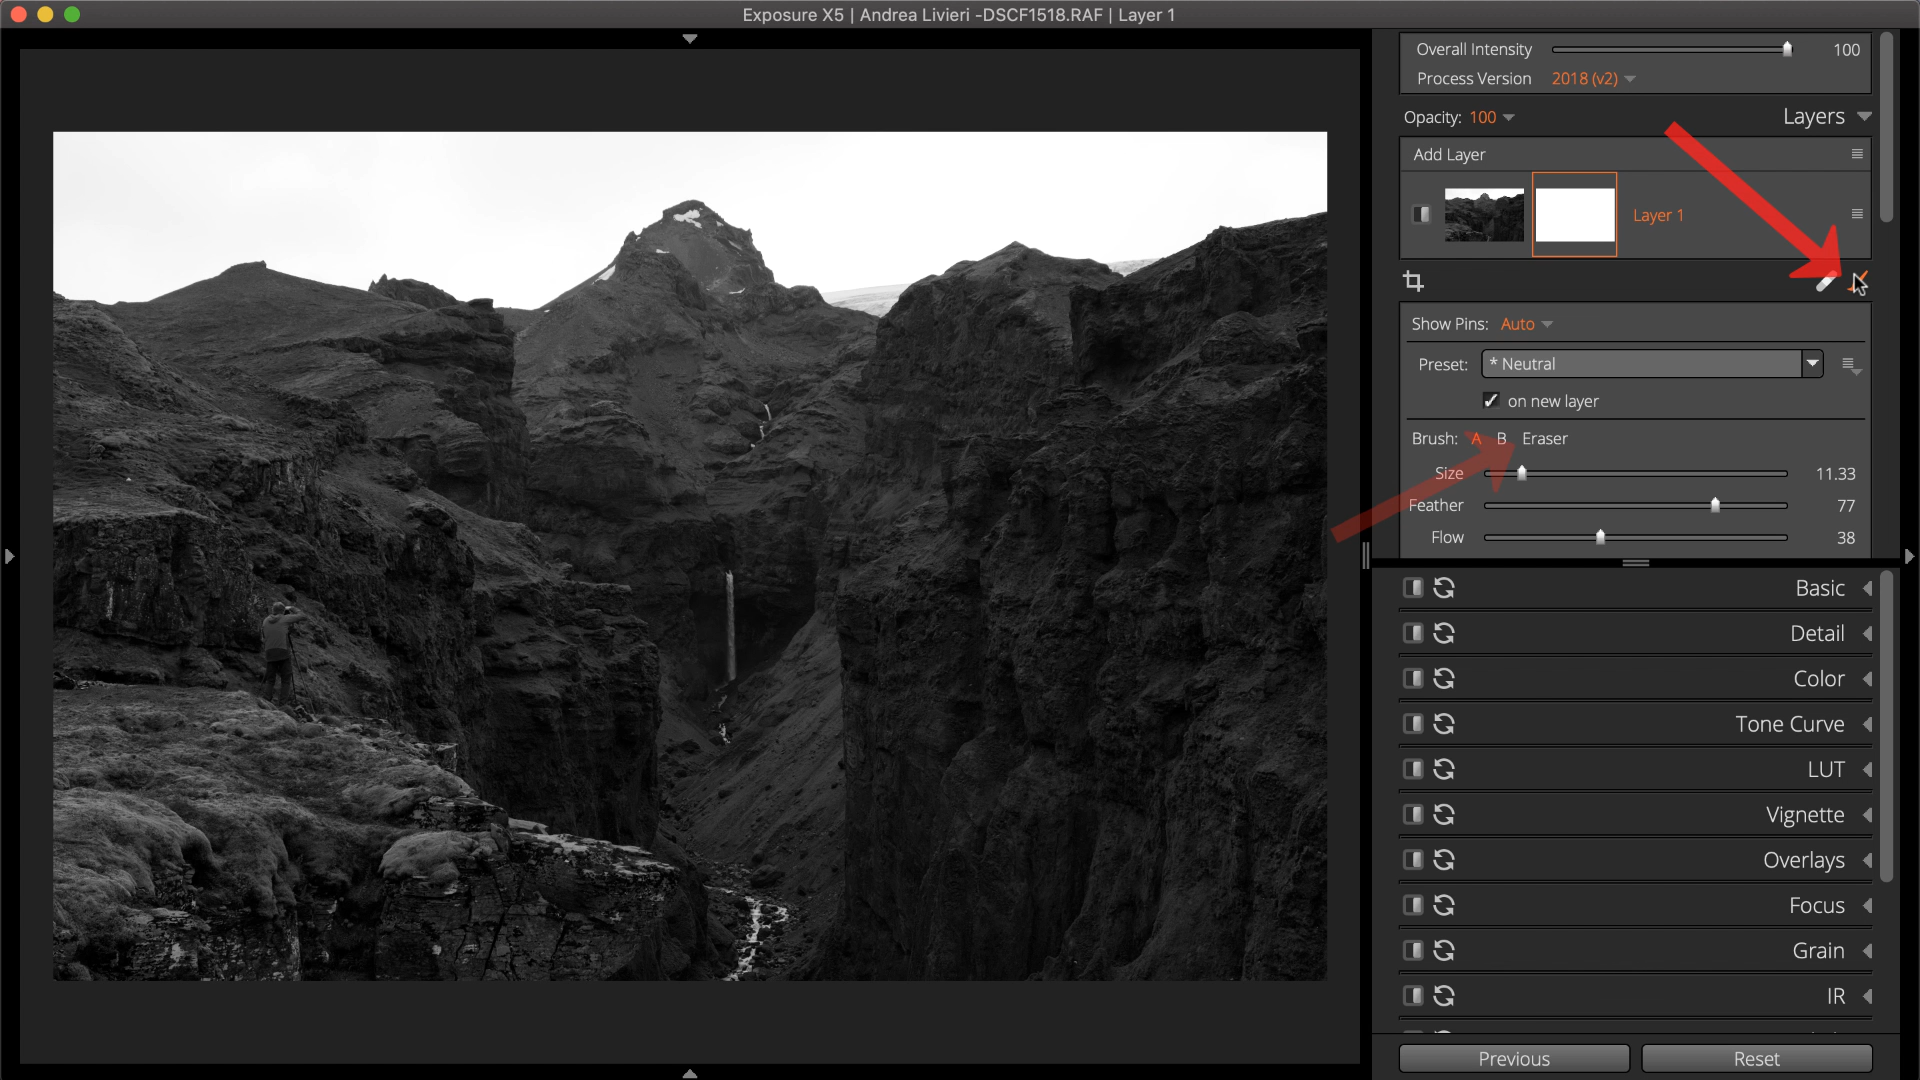 Exposure X5 | Andrea Livieri -DSCF1518.RAF | Layer 1
Overall Intensity 100
Process Version 2018 (v2)
Opacity: 100 Layers
Add Layer
Layer 1
Show Pins: Auto
Preset: * Neutral
on new layer
Brush: A B Eraser
Size 11.33
Feather 77
Flow 38
Basic
Detail
Color
Tone Curve
LUT
Vignette
Overlays
Focus
Grain
IR
Previous Reset